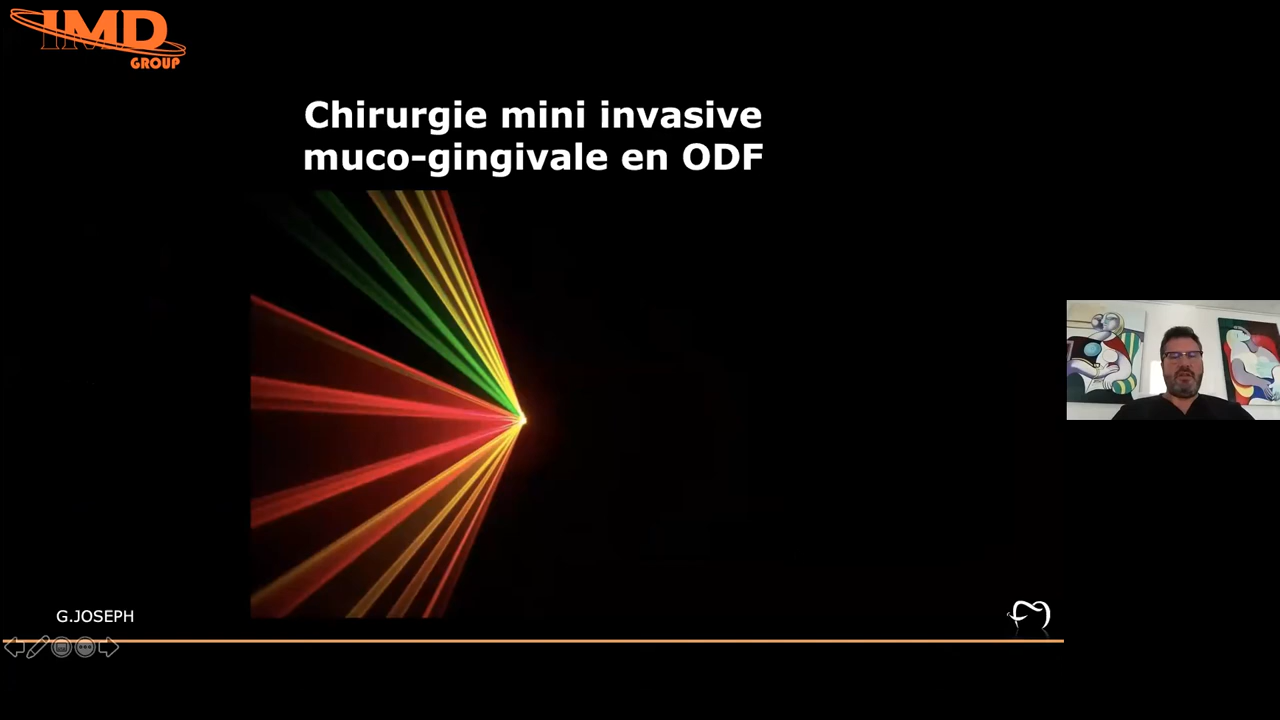 IMD
GROUP
Chirurgie mini invasive
muco-gingivale en ODF
G.JOSEPH